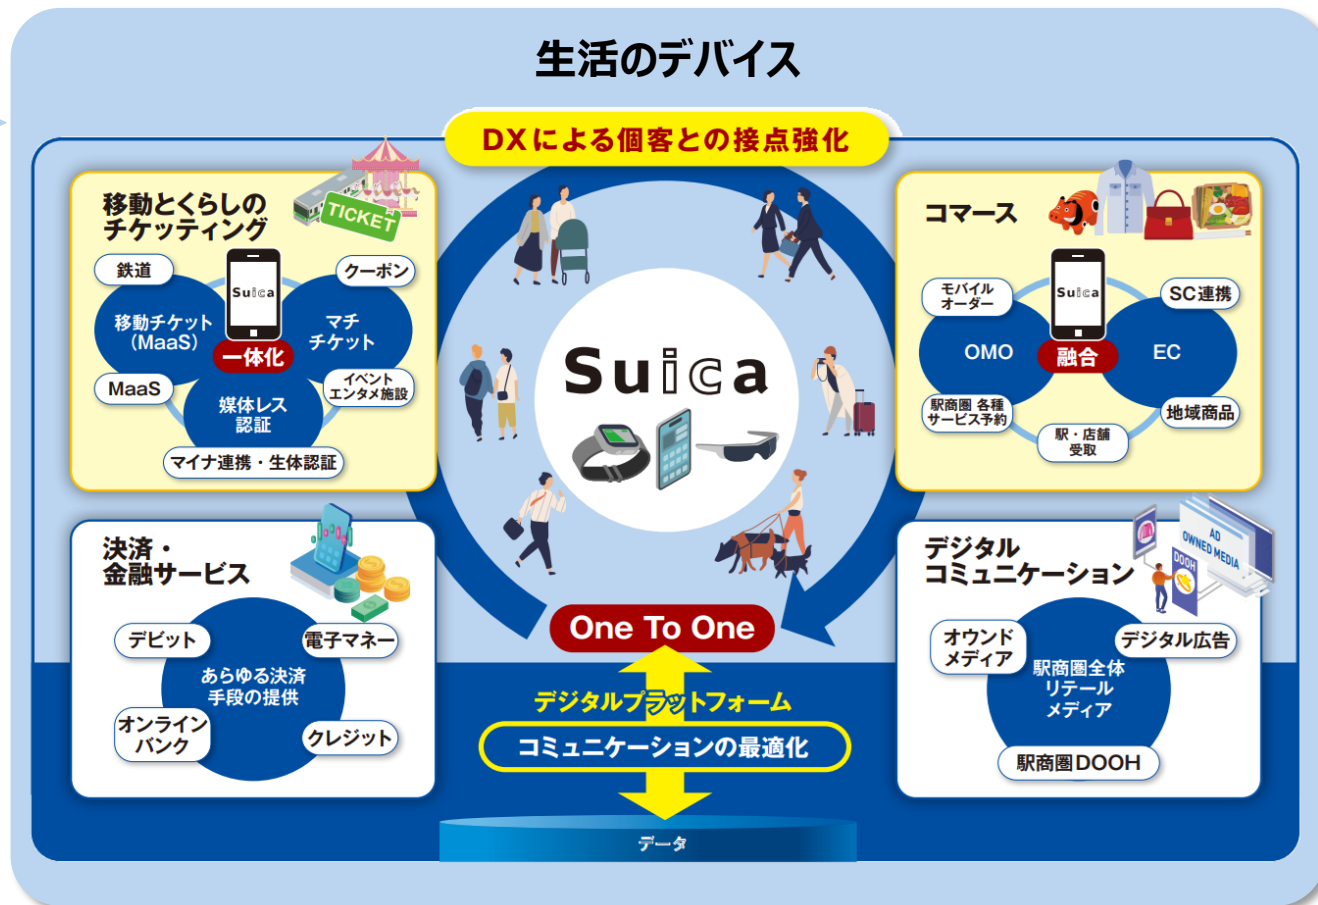 生活のデバイス
DXによる個客との接点強化
移動とくらしの
チケッティング
TICKET
鉄道
クーポン
Suica
移動チケット
（MaaS）
マチ
チケット
一体化
MaaS
イベント
エンタメ施設
媒体レス
認証
マイナ連携・生体認証
コマース
モバイル
オーダー
Suica
SC連携
OMO
融合
EC
駅商圏 各種
サービス予約
地域商品
駅・店舗
受取
Suica
決済・
金融サービス
デビット
電子マネー
あらゆる決済
手段の提供
オンライン
バンク
クレジット
One To One
デジタルプラットフォーム
コミュニケーションの最適化
データ
デジタル
コミュニケーション
AD
OWNED MEDIA
DOOH
オウンド
メディア
デジタル広告
駅商圏全体
リテール
メディア
駅商圏DOOH